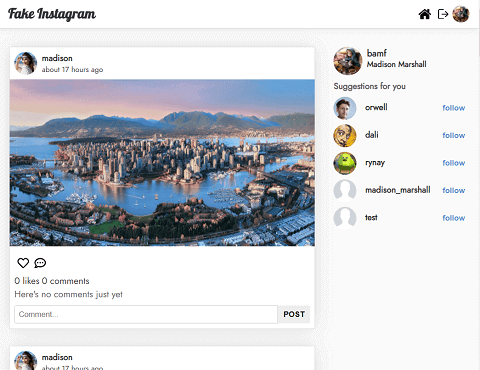 Fake Instagram
madison
about 17 hours ago
0 likes 0 comments
Here's no comments just yet
Comment...
POST
madison
about 17 hours ago
bamf
Madison Marshall
Suggestions for you
orwell follow
dali follow
rynay follow
madison_marshall follow
test follow